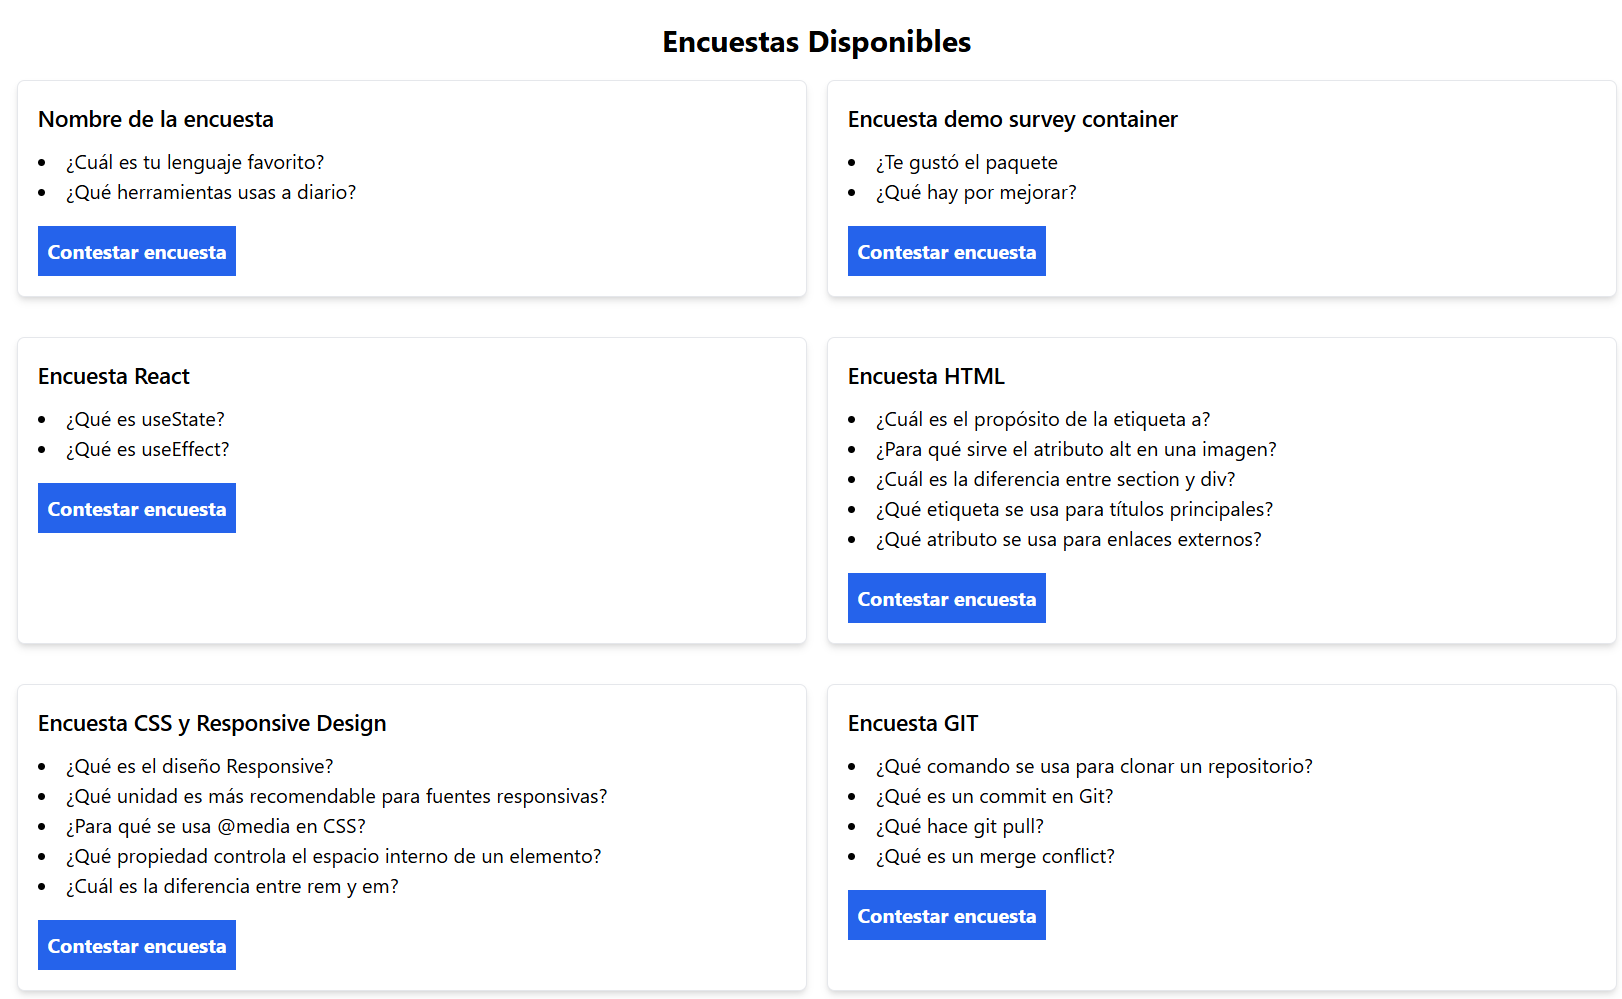 Encuestas Disponibles
Nombre de la encuesta
• ¿Cuál es tu lenguaje favorito?
• ¿Qué herramientas usas a diario?
Contestar encuesta
Encuesta demo survey container
• ¿Te gustó el paquete
• ¿Qué hay por mejorar?
Contestar encuesta
Encuesta React
• ¿Qué es useState?
• ¿Qué es useEffect?
Contestar encuesta
Encuesta HTML
• ¿Cuál es el propósito de la etiqueta a?
• ¿Para qué sirve el atributo alt en una imagen?
• ¿Cuál es la diferencia entre section y div?
• ¿Qué etiqueta se usa para títulos principales?
• ¿Qué atributo se usa para enlaces externos?
Contestar encuesta
Encuesta CSS y Responsive Design
• ¿Qué es el diseño Responsive?
• ¿Qué unidad es más recomendable para fuentes responsivas?
• ¿Para qué se usa @media en CSS?
• ¿Qué propiedad controla el espacio interno de un elemento?
• ¿Cuál es la diferencia entre rem y em?
Contestar encuesta
Encuesta GIT
• ¿Qué comando se usa para clonar un repositorio?
• ¿Qué es un commit en Git?
• ¿Qué hace git pull?
• ¿Qué es un merge conflict?
Contestar encuesta